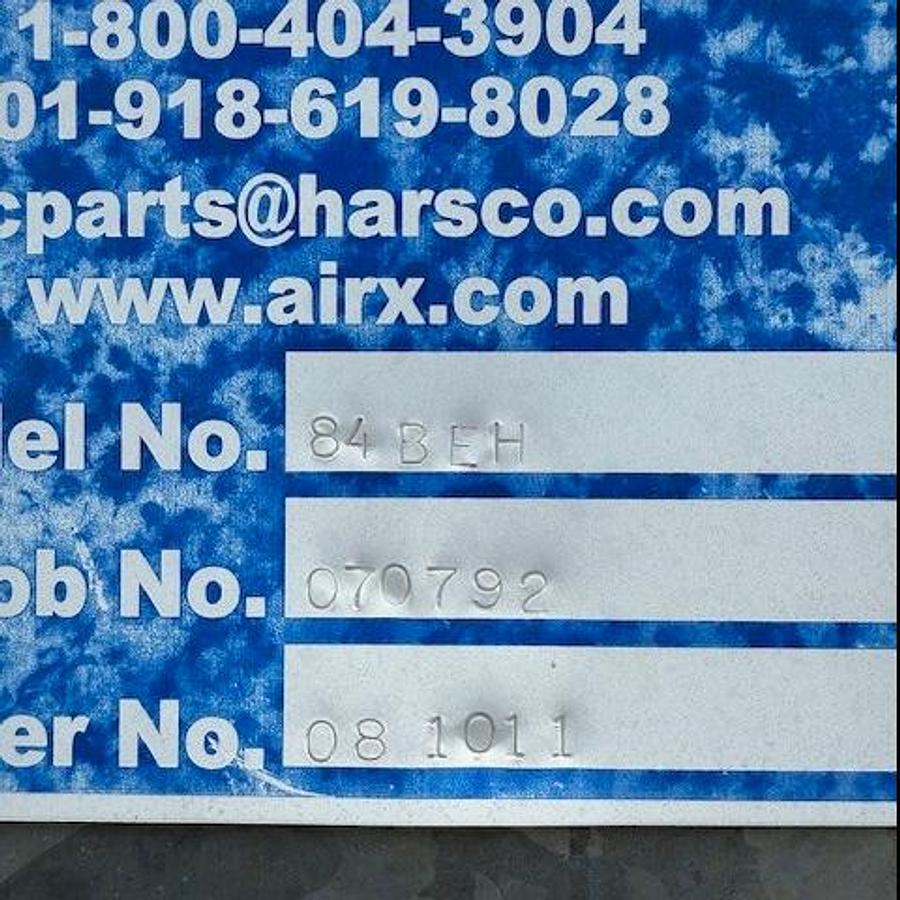 1-800-404-3904
01-918-619-8028
cparts@harsco.com
www.airx.com
el No. 84 BEH
ob No. 070792
er No. 08 1011